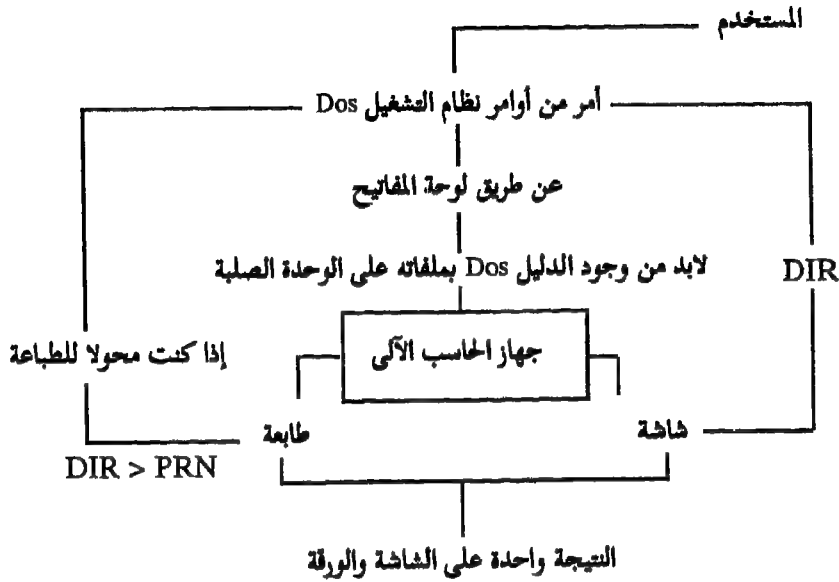 المستخدم
أمر من أوامر نظام التشغيل Dos
عن طريق لوحة المفاتيح
لابد من وجود الدليل Dos بملفاته على الوحدة الصلبة
DIR
جهاز الحاسب الآلى
إذا كنت محولا للطباعة
شاشة
طابعة
DIR > PRN
النتيجة واحدة على الشاشة والورقة